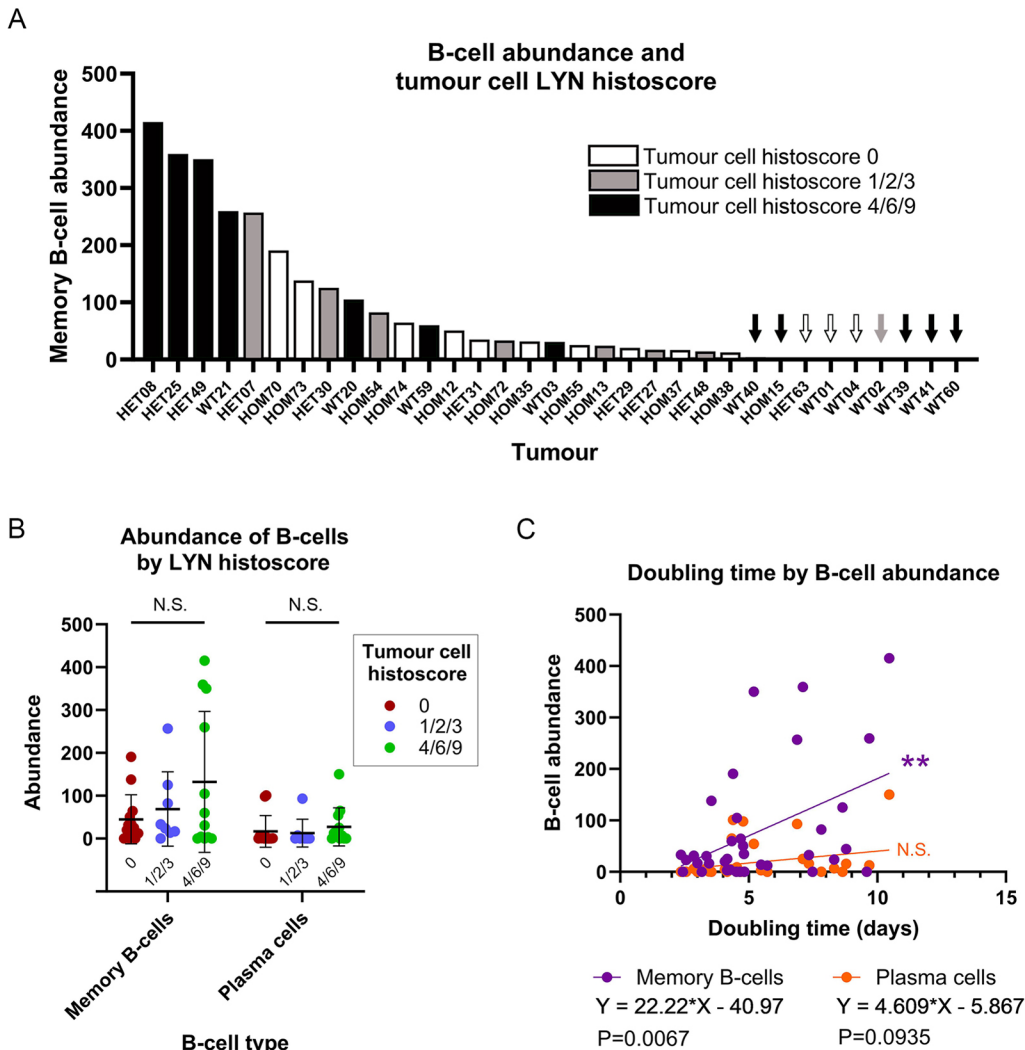 A
B-cell abundance and
tumour cell LYN histoscore
Memory B-cell abundance
500
400
300
200
100
0
Tumour cell histoscore 0
Tumour cell histoscore 1/2/3
Tumour cell histoscore 4/6/9
HET08 HET25 HET49 WT21 HET07 HOM70 HOM73 HET30 WT20 HOM54 HOM74 WT59 HOM12 HET31 HOM72 HOM35 WT03 HOM55 HOM13 HET29 HET27 HOM37 HET48 HOM38 WT40 HOM15 HET63 WT01 WT04 WT02 WT39 WT41 WT60
Tumour
B
Abundance of B-cells
by LYN histoscore
N.S. N.S.
Abundance
500
400
300
200
100
0
Tumour cell
histoscore
0
1/2/3
4/6/9
0 1/2/3 4/6/9 0 1/2/3 4/6/9
Memory B-cells Plasma cells
B-cell type
C
Doubling time by B-cell abundance
B-cell abundance
500
400
300
200
100
0
**
N.S.
0 5 10 15
Doubling time (days)
Memory B-cells Plasma cells
Y = 22.22*X - 40.97 Y = 4.609*X - 5.867
P=0.0067 P=0.0935